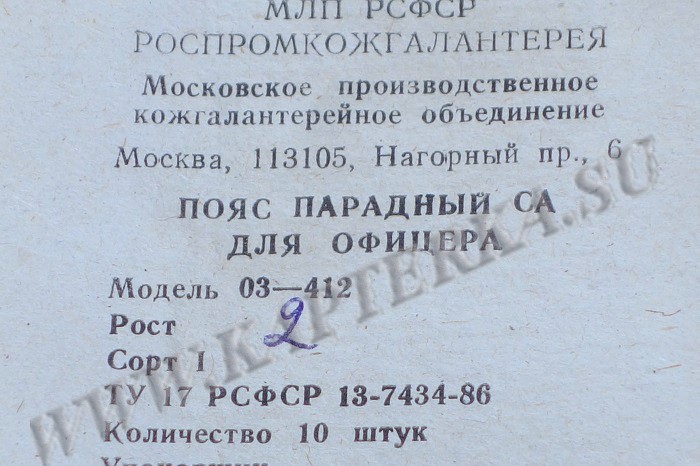 МЛП РСФСР
РОСПРОМКОЖГАЛАНТЕРЕЯ
Московское производственное
кожгалантерейное объединение
Москва, 113105, Нагорный пр., 6
ПОЯС ПАРАДНЫЙ СА
ДЛЯ ОФИЦЕРА
Модель 03—412
Рост 2
Сорт I
ТУ 17 РСФСР 13-7434-86
Количество 10 штук
WWW.KAPTERKA.SU